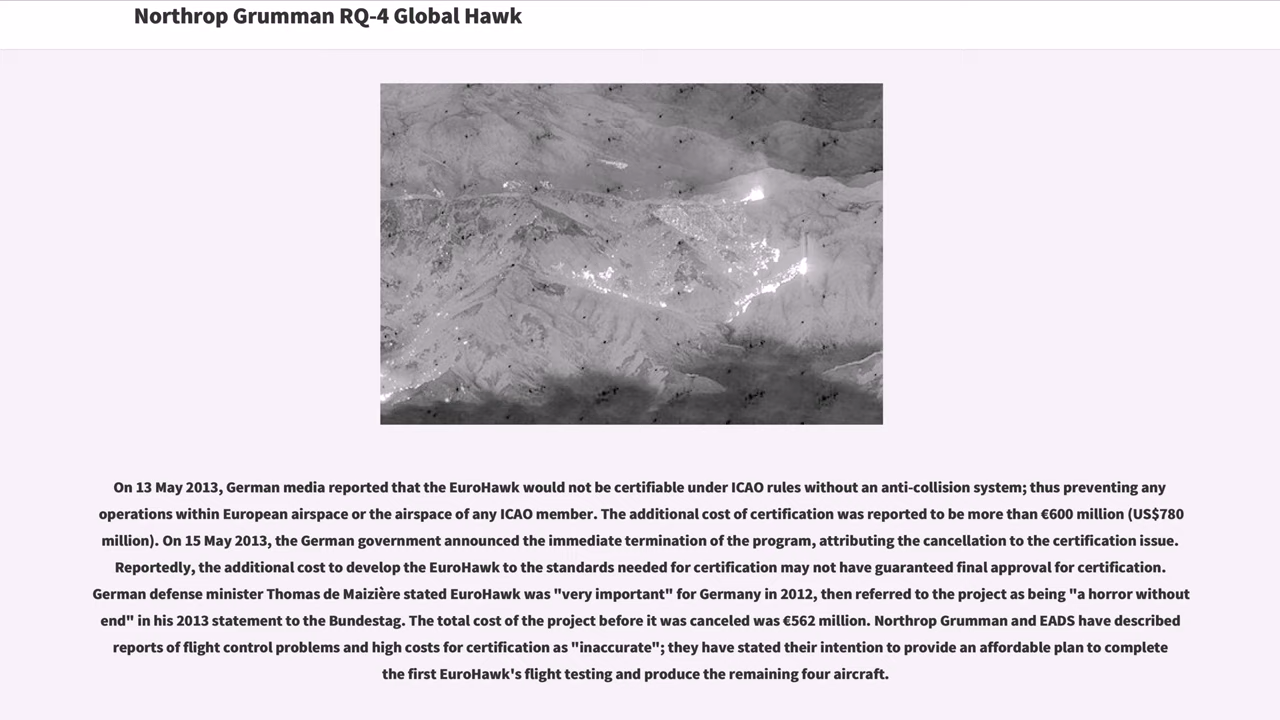 Northrop Grumman RQ-4 Global Hawk
On 13 May 2013, German media reported that the EuroHawk would not be certifiable under ICAO rules without an anti-collision system; thus preventing any
operations within European airspace or the airspace of any ICAO member. The additional cost of certification was reported to be more than €600 million (US$780
million). On 15 May 2013, the German government announced the immediate termination of the program, attributing the cancellation to the certification issue.
Reportedly, the additional cost to develop the EuroHawk to the standards needed for certification may not have guaranteed final approval for certification.
German defense minister Thomas de Maizière stated EuroHawk was "very important" for Germany in 2012, then referred to the project as being "a horror without
end" in his 2013 statement to the Bundestag. The total cost of the project before it was canceled was €562 million. Northrop Grumman and EADS have described
reports of flight control problems and high costs for certification as "inaccurate"; they have stated their intention to provide an affordable plan to complete
the first EuroHawk's flight testing and produce the remaining four aircraft.